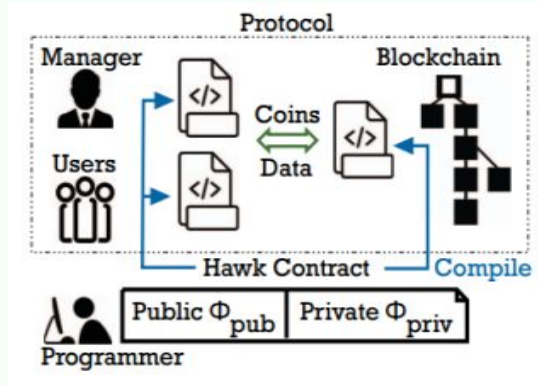 Protocol
Manager
Blockchain
</>
Coins
</>
Users
Data
</>
Hawk Contract
Compile
Public Φpub
Private Φpriv
Programmer